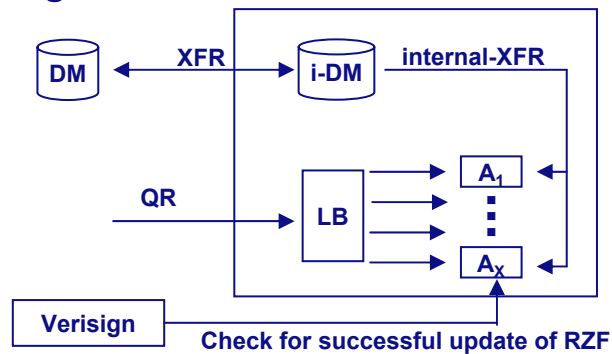 DM
XFR
i-DM
internal-XFR
QR
LB
A1
AX
Verisign
Check for successful update of RZF